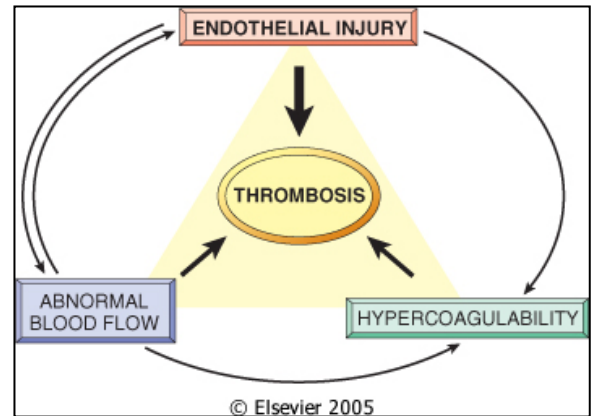 ENDOTHELIAL INJURY
THROMBOSIS
ABNORMAL
BLOOD FLOW
HYPERCOAGULABILITY
© Elsevier 2005